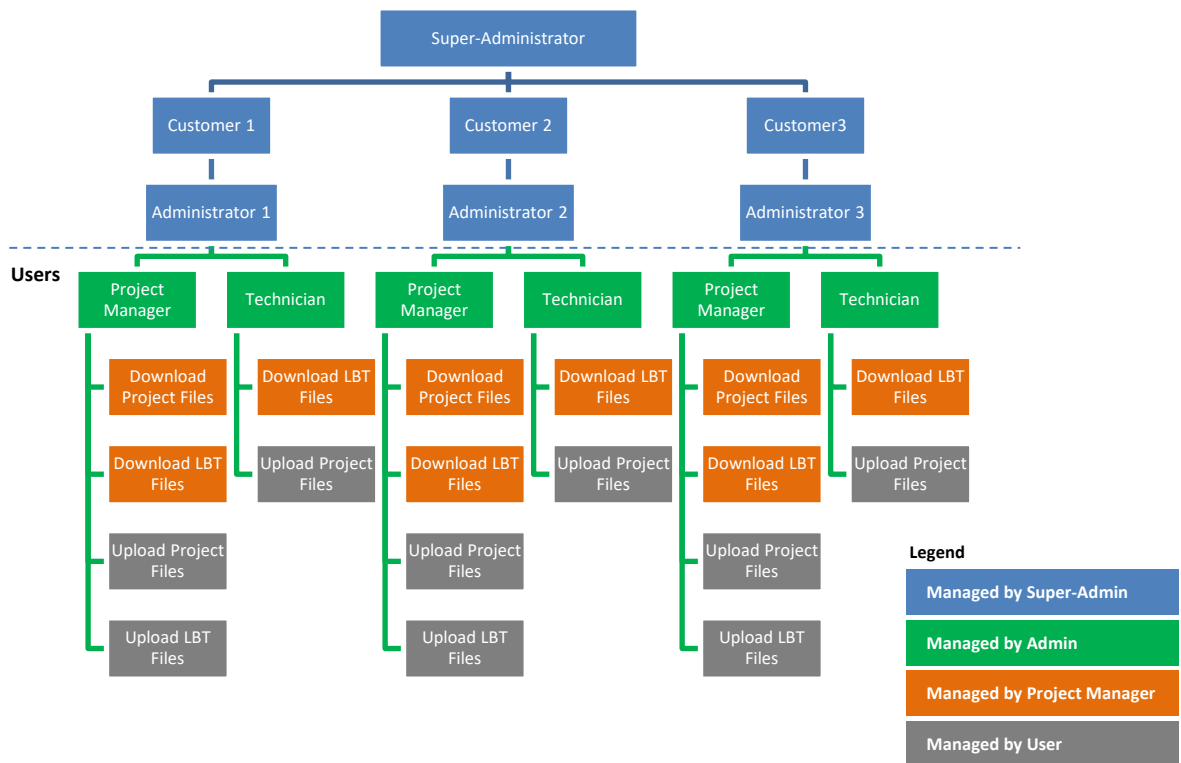 Super-Administrator
Customer 1
Customer 2
Customer3
Administrator 1
Administrator 2
Administrator 3
Users
Project
Manager
Technician
Project
Manager
Technician
Project
Manager
Technician
Download
Project Files
Download LBT
Files
Download
Project Files
Download LBT
Files
Download
Project Files
Download LBT
Files
Download LBT
Files
Upload Project
Files
Download LBT
Files
Upload Project
Files
Download LBT
Files
Upload Project
Files
Upload Project
Files
Upload Project
Files
Upload Project
Files
Upload LBT
Files
Upload LBT
Files
Upload LBT
Files
Legend
Managed by Super-Admin
Managed by Admin
Managed by Project Manager
Managed by User